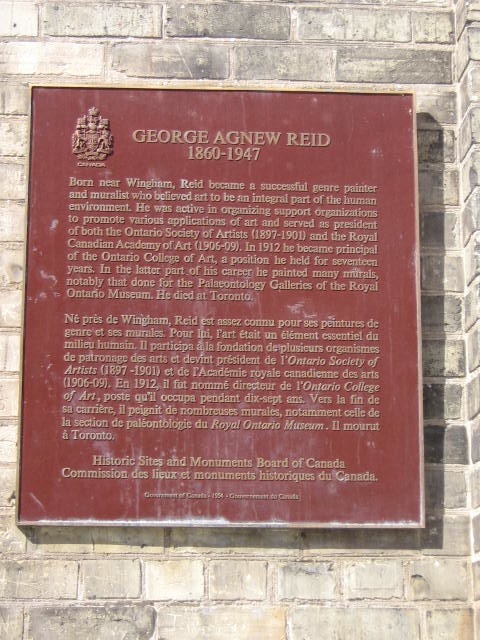 CANADA
GEORGE AGNEW REID
1860-1947
Born near Wingham, Reid became a successful genre painter
and muralist who believed art to be an integral part of the human
environment. He was active in organizing support organizations
to promote various applications of art and served as president
of both the Ontario Society of Artists (1897-1901) and the Royal
Canadian Academy of Art (1906-09). In 1912 he became principal
of the Ontario College of Art, a position he held for seventeen
years. In the latter part of his career he painted many murals,
notably that done for the Palaeontology Galleries of the Royal
Ontario Museum. He died at Toronto.
Né près de Wingham, Reid est assez connu pour ses peintures de
genre et ses murales. Pour lui, l'art était un élément essentiel du
milieu humain. Il participa à la fondation de plusieurs organismes
de patronage des arts et devint président de l'Ontario Society of
Artists (1897-1901) et de l'Académie royale canadienne des arts
(1906-09). En 1912, il fut nommé directeur de l'Ontario College
of Art, poste qu'il occupa pendant dix-sept ans. Vers la fin de
sa carrière, il peignit de nombreuses murales, notamment celle de
la section de paléontologie du Royal Ontario Museum. Il mourut
à Toronto.
Historic Sites and Monuments Board of Canada
Commission des lieux et monuments historiques du Canada.
Government of Canada - 1954 - Gouvernement du Canada